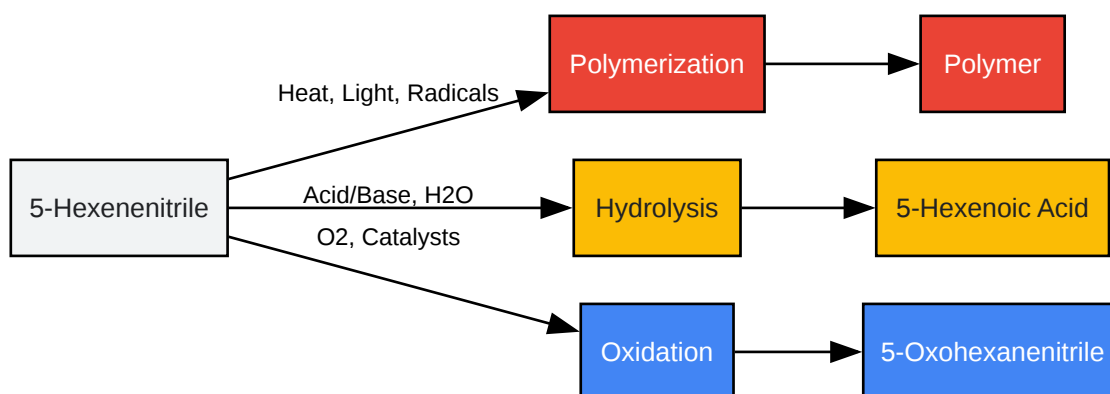 Polymerization
Polymer
Heat, Light, Radicals
5-Hexenenitrile
Acid/Base, H2O
Hydrolysis
5-Hexenoic Acid
O2, Catalysts
Oxidation
5-Oxohexanenitrile